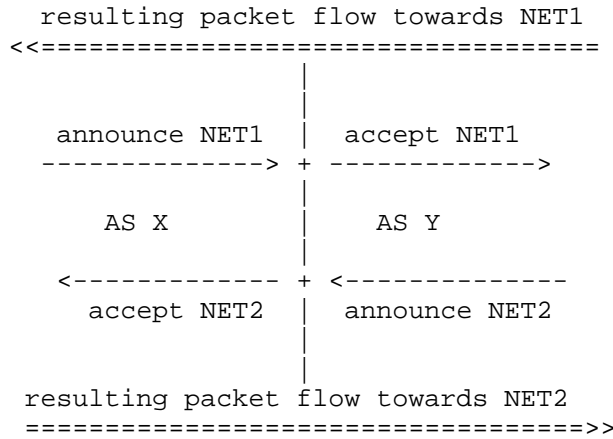 resulting packet flow towards NET1
<<===================================
|
|
announce NET1 | accept NET1
--------------> + ------------->
|
AS X | AS Y
|
<------------- + <--------------
accept NET2 | announce NET2
|
|
resulting packet flow towards NET2
===================================>>